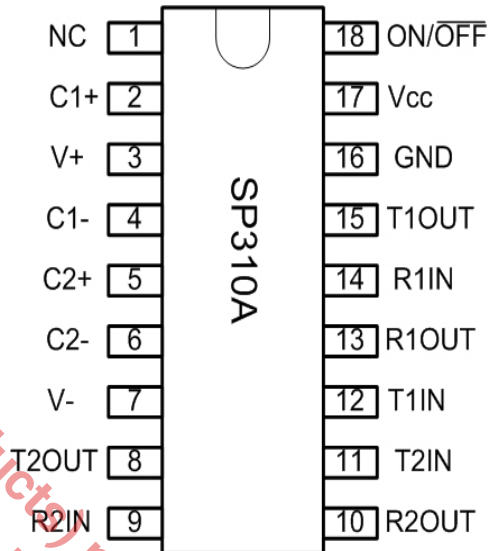 NC 1 18 ON/OFF
C1+ 2 17 Vcc
V+ 3 16 GND
C1- 4 15 T1OUT
C2+ 5 14 R1IN
C2- 6 13 R1OUT
V- 7 12 T1IN
T2OUT 8 11 T2IN
R2IN 9 10 R2OUT
SP310A